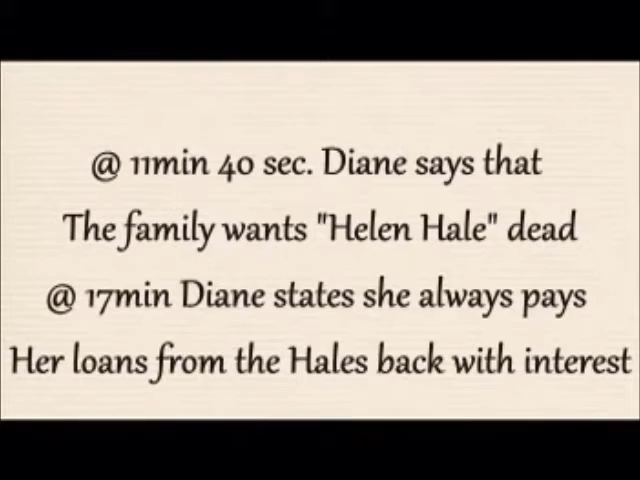 @ 11min 40 sec. Diane says that
The family wants "Helen Hale" dead
@ 17min Diane states she always pays
Her loans from the Hales back with interest